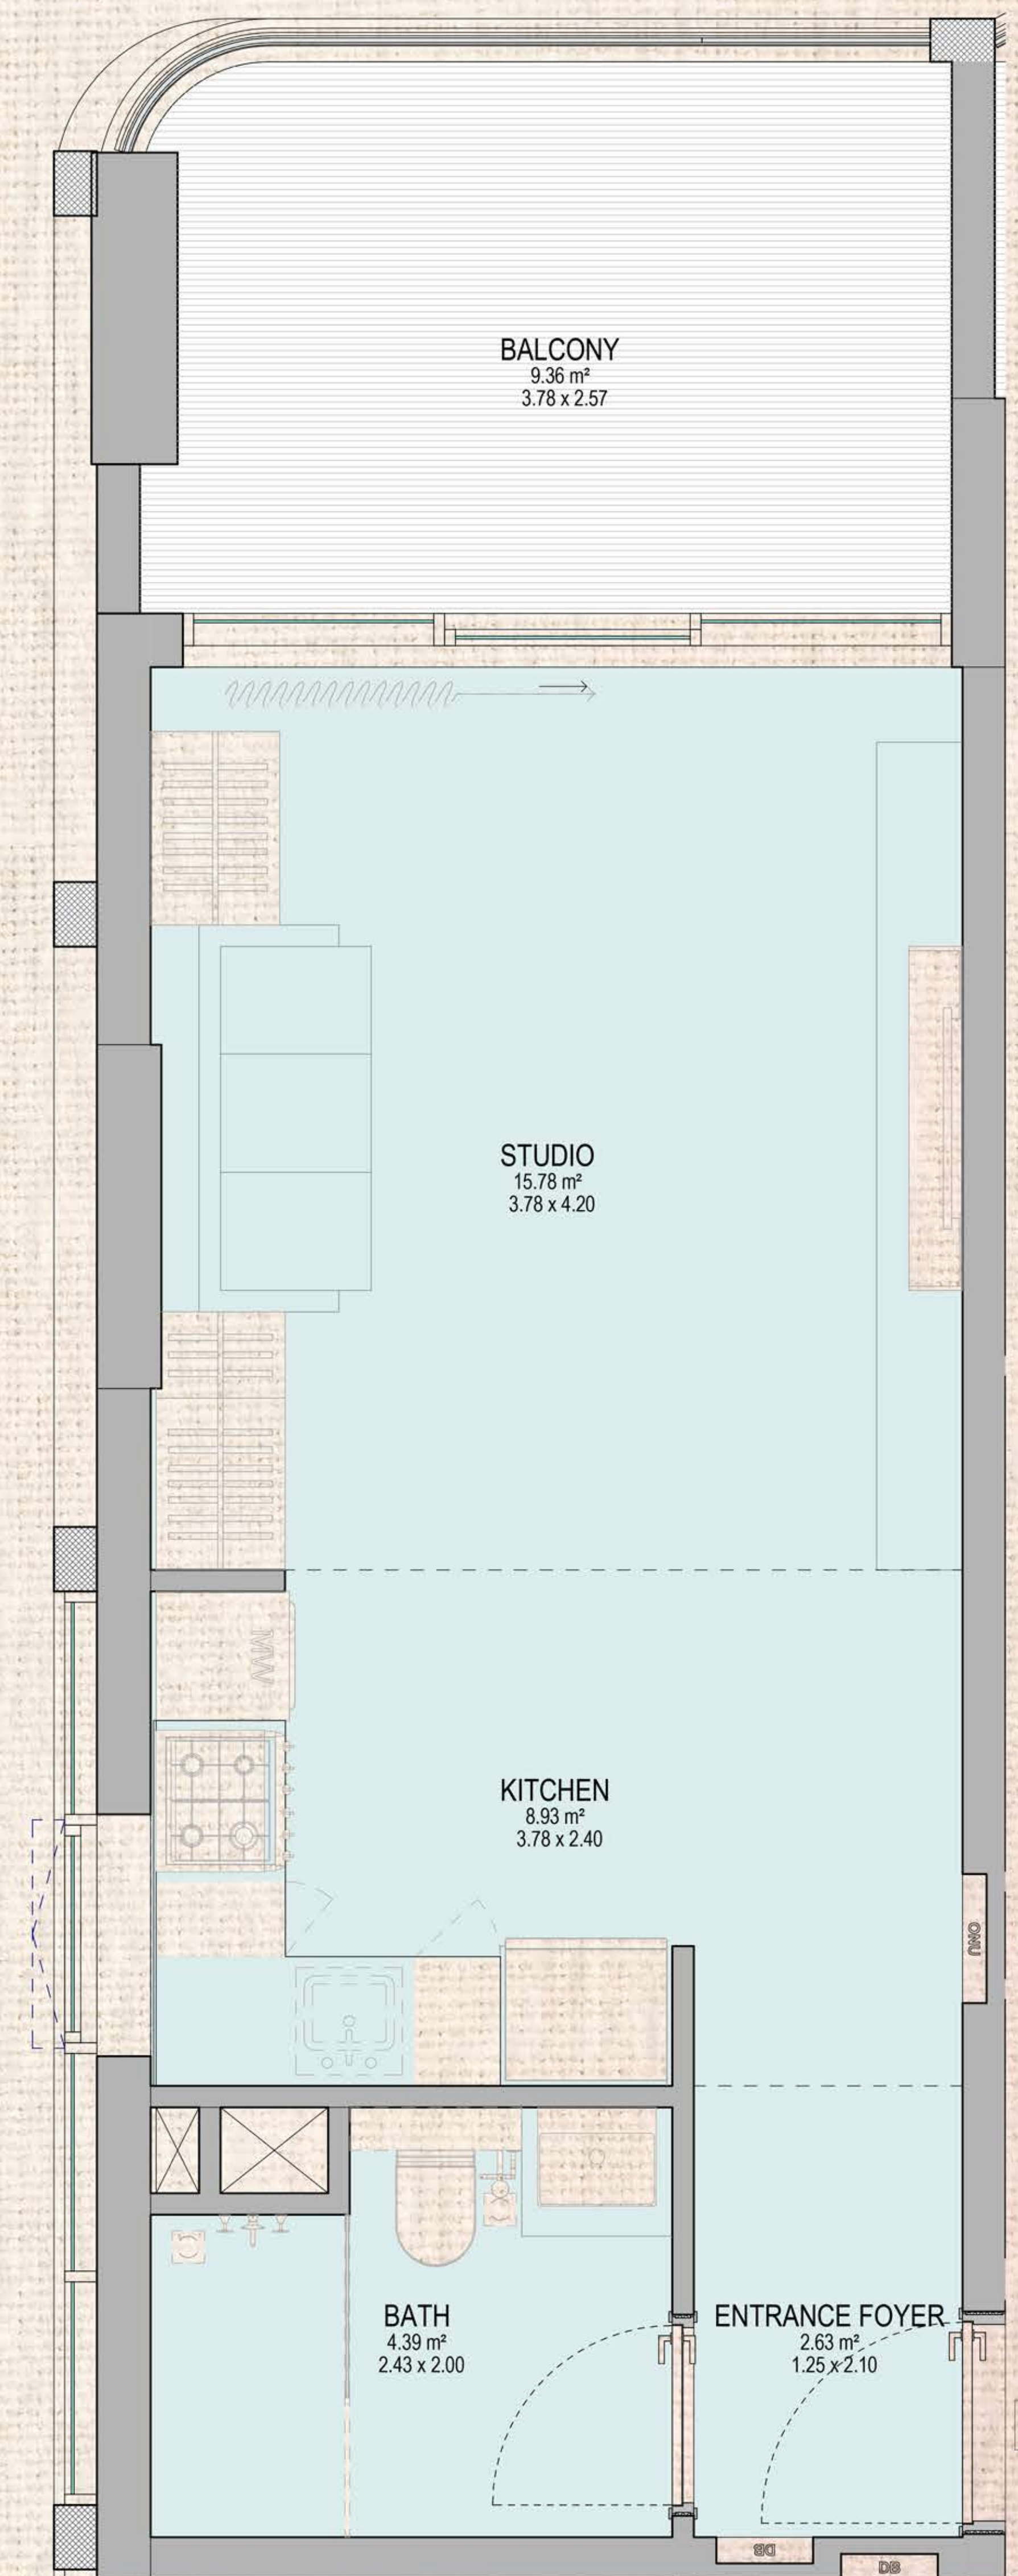 BALCONY
9.36 m²
3.78 x 2.57
STUDIO
15.78 m²
3.78 x 4.20
MW
KITCHEN
8.93 m²
3.78 x 2.40
ONU
BATH
4.39 m²
2.43 x 2.00
ENTRANCE FOYER
2.63 m²
1.25 x 2.10
DB
DB